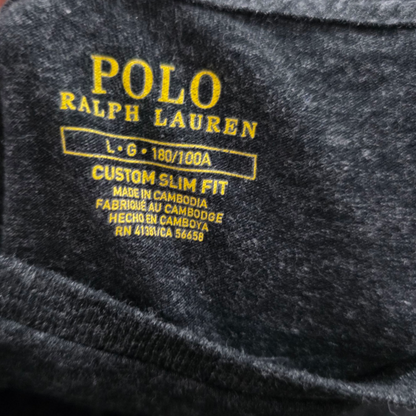 POLO
RALPH LAUREN
L • G • 180/100A
CUSTOM SLIM FIT
MADE IN CAMBODIA
FABRIQUÉ AU CAMBODGE
HECHO EN CAMBOYA
RN 41381/CA 56658